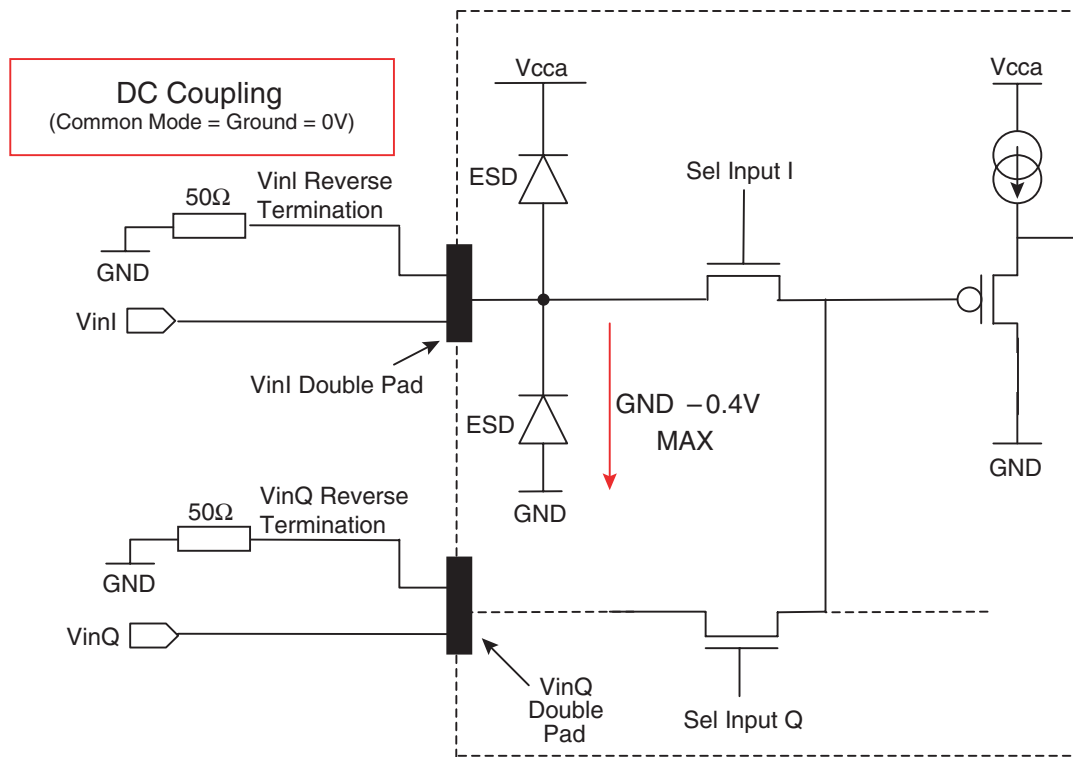 DC Coupling
(Common Mode = Ground = 0V)
Vcca
Vcca
ESD
Sel Input I
50Ω
VinI Reverse
Termination
GND
VinI
VinI Double Pad
ESD
GND −0.4V
MAX
GND
GND
50Ω
VinQ Reverse
Termination
GND
VinQ
VinQ
Double
Pad
Sel Input Q